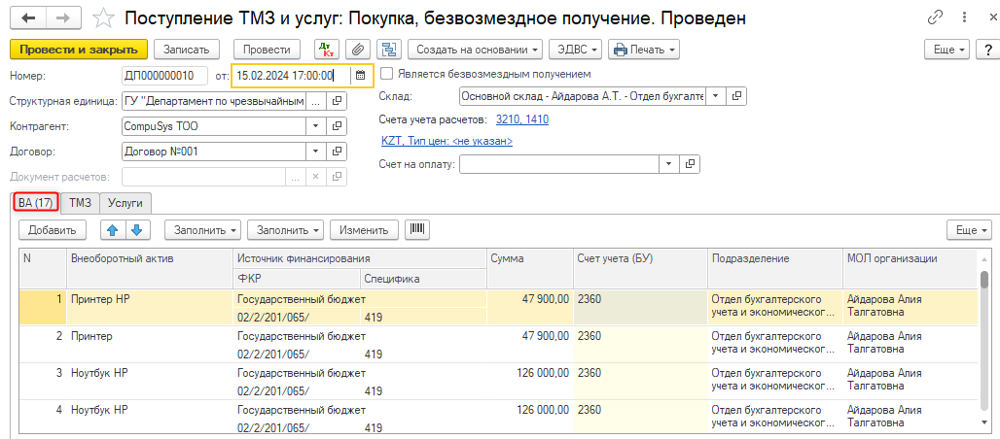 Поступление ТМЗ и услуг: Покупка, безвозмездное получение. Проведен
Провести и закрыть Записать Провести Дт Кт Создать на основании ЭДВС Печать Еще ?
Номер: ДП000000010 от: 15.02.2024 17:00:00 Является безвозмездным получением
Структурная единица: ГУ "Департамент по чрезвычайным ... Склад: Основной склад - Айдарова А.Т. - Отдел бухгалте
Контрагент: CompuSys ТОО Счета учета расчетов: 3210, 1410
Договор: Договор №001 KZT, Тип цен: <не указан>
Документ расчетов: ... Счет на оплату:
ВА (17) ТМЗ Услуги
Добавить Заполнить Заполнить Изменить Еще
N Внеоборотный актив Источник финансирования Сумма Счет учета (БУ) Подразделение МОЛ организации
ФКР Специфика
1 Принтер HP Государственный бюджет 47 900,00 2360 Отдел бухгалтерского Айдарова Алия
02/2/201/065/ 419 учета и экономическог... Талгатовна
2 Принтер Государственный бюджет 47 900,00 2360 Отдел бухгалтерского Айдарова Алия
02/2/201/065/ 419 учета и экономическог... Талгатовна
3 Ноутбук HP Государственный бюджет 126 000,00 2360 Отдел бухгалтерского Айдарова Алия
02/2/201/065/ 419 учета и экономическог... Талгатовна
4 Ноутбук HP Государственный бюджет 126 000,00 2360 Отдел бухгалтерского Айдарова Алия
02/2/201/065/ 419 учета и экономическог... Талгатовна